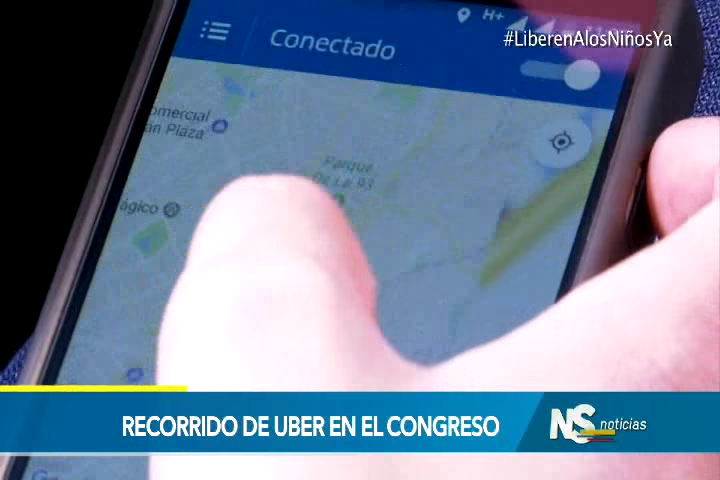 H+
#LiberenAlosNiñosYa
Conectado
omercial
an Plaza
Parque
De La 93
ágico
RECORRIDO DE UBER EN EL CONGRESO
NS noticias